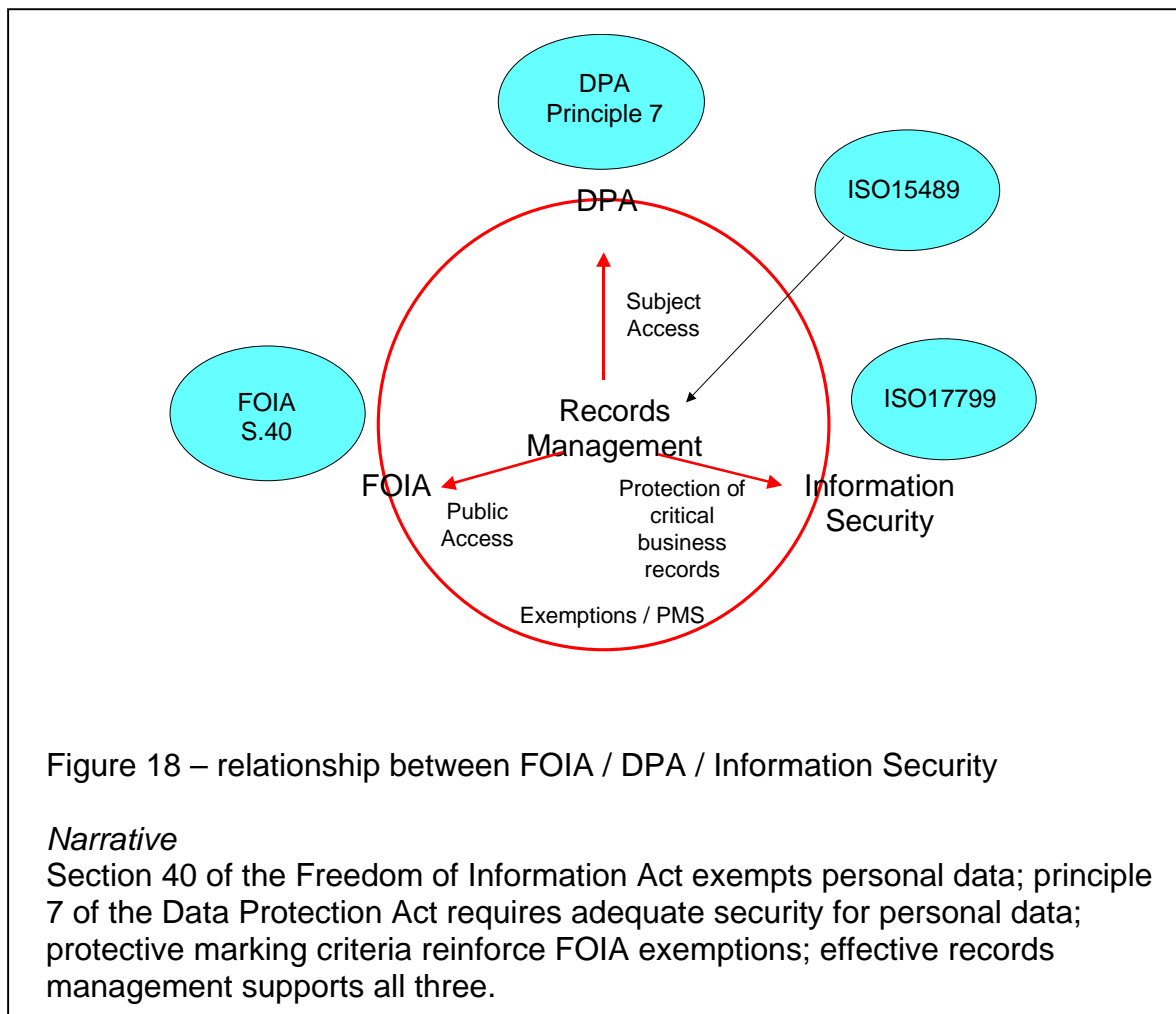 DPA
Principle 7
DPA
ISO15489
Subject
Access
FOIA
S.40
ISO17799
Records
Management
FOIA
Public
Access
Protection of
critical
business
records
Information
Security
Exemptions / PMS
Figure 18 – relationship between FOIA / DPA / Information Security
Narrative
Section 40 of the Freedom of Information Act exempts personal data; principle
7 of the Data Protection Act requires adequate security for personal data;
protective marking criteria reinforce FOIA exemptions; effective records
management supports all three.